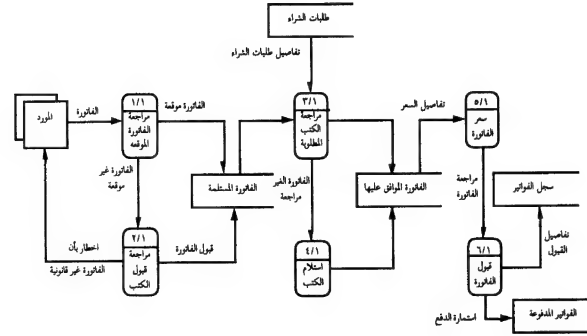 طلبات الشراء
تفاصيل طلبات الشراء
المورد
الفاتورة
١/١
مراجعة
الفاتورة
الموقعه
الفاتورة موقعة
الفاتورة غير
موقعة
٢/١
مراجعة
قبول
الكتب
اخطار بأن
الفاتورة غير قانونية
قبول الفاتورة
الفاتورة المستلمة
٣/١
مراجعة
الكتب
المطلوبة
الفاتورة الغير
مراجعة
٤/١
استلام
الكتب
الفاتورة الموافق عليها
تفاصيل السعر
٥/١
سعر
الفاتورة
مراجعة
الفاتورة
٦/١
قبول
الفاتورة
سجل الفواتير
تفاصيل
القبول
استمارة الدفع
الفواتير المدفوعة